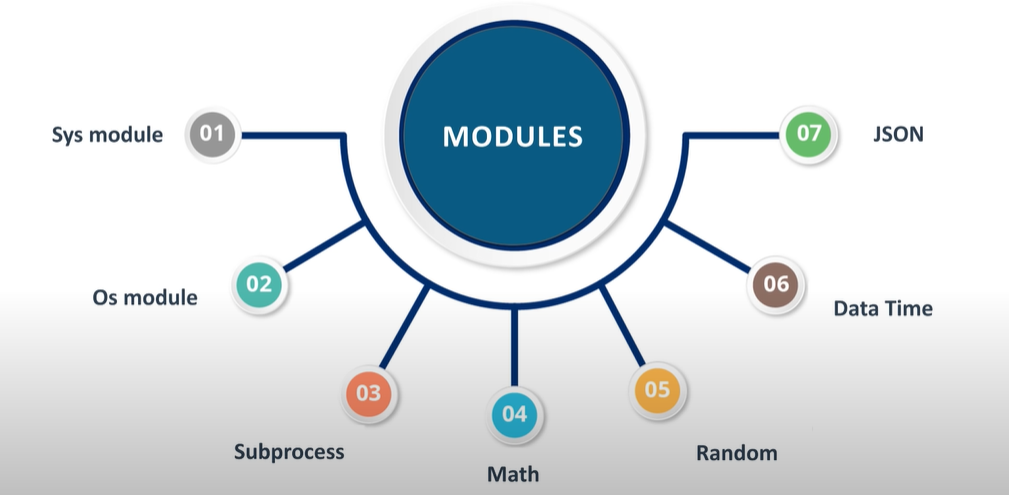 MODULES
01
Sys module
02
Os module
03
Subprocess
04
Math
05
Random
06
Data Time
07
JSON